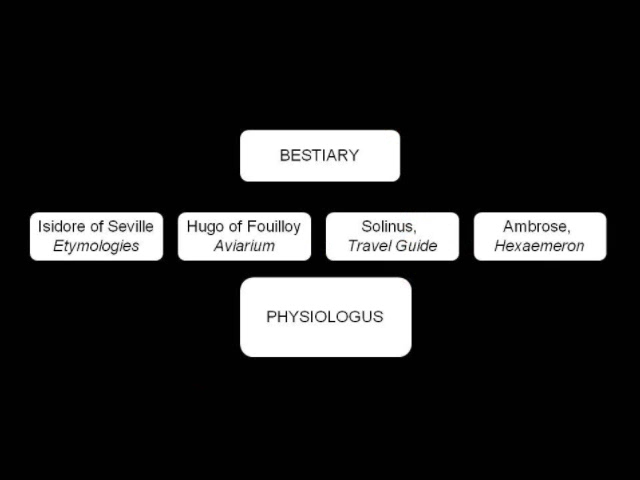 BESTIARY
Isidore of Seville
Etymologies
Hugo of Fouilloy
Aviarium
Solinus,
Travel Guide
Ambrose,
Hexaemeron
PHYSIOLOGUS